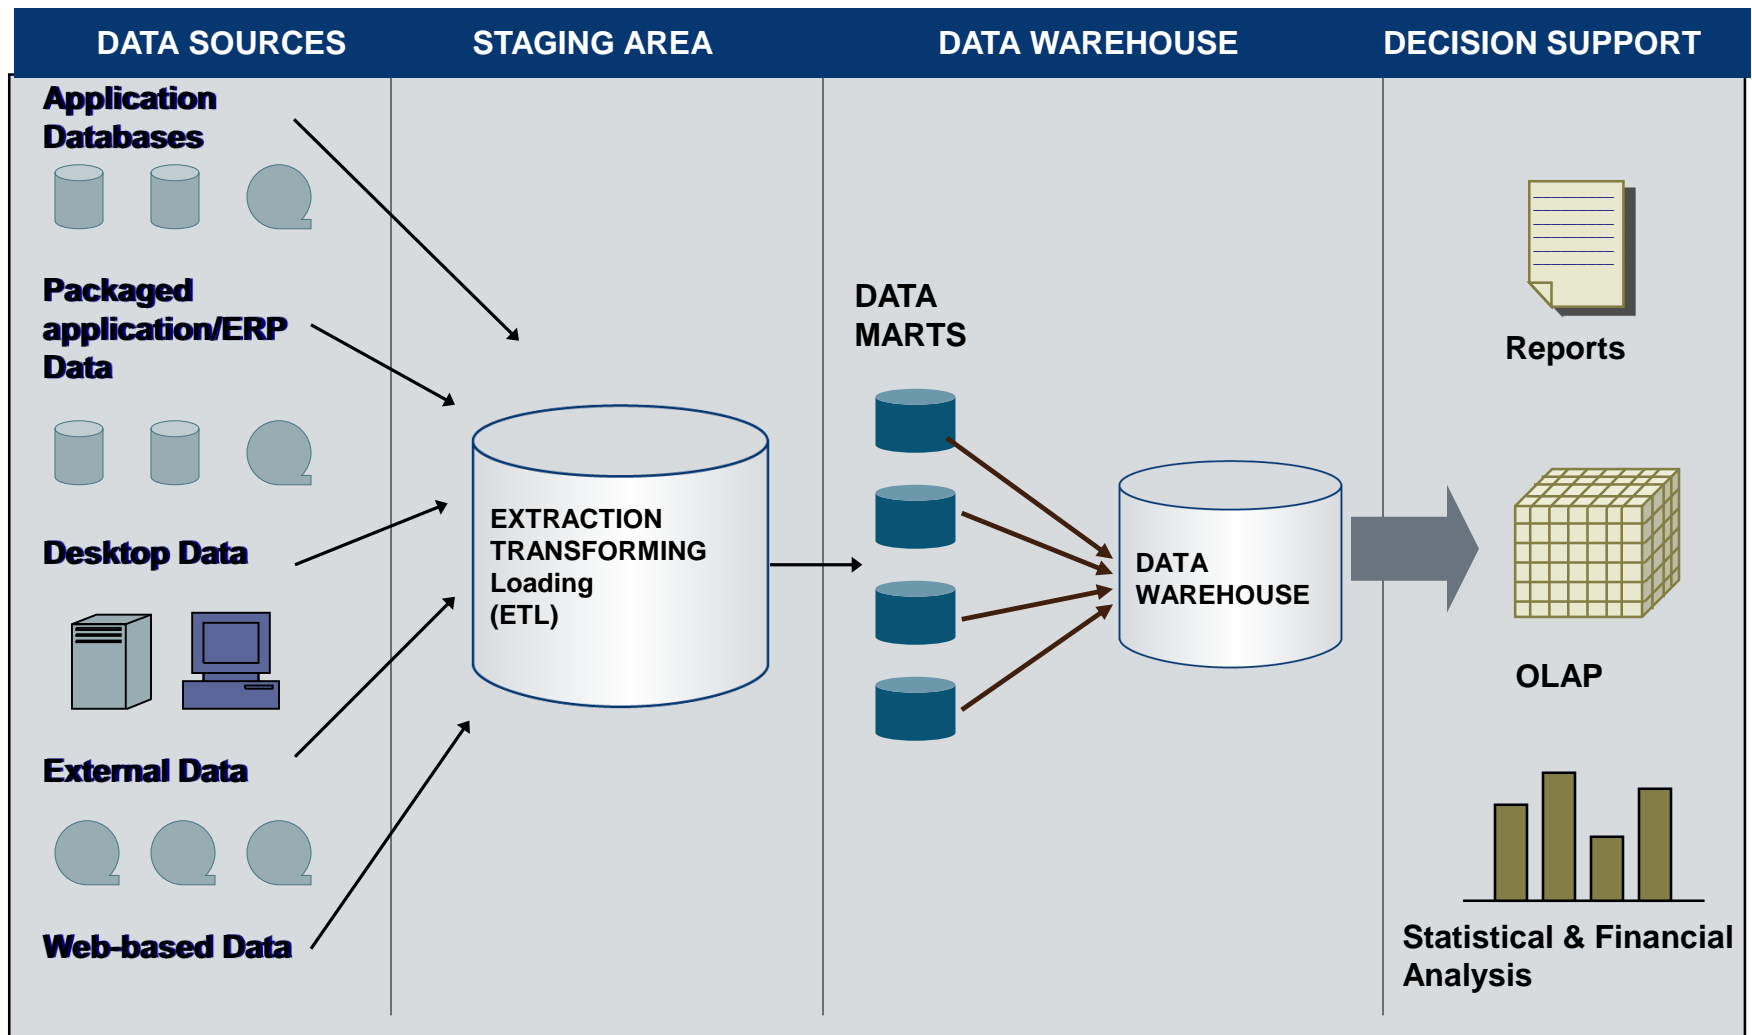 DATA SOURCES
STAGING AREA
DATA WAREHOUSE
DECISION SUPPORT
Application
Databases
Packaged
application/ERP
Data
Desktop Data
External Data
Web-based Data
EXTRACTION
TRANSFORMING
Loading
(ETL)
DATA
MARTS
DATA
WAREHOUSE
Reports
OLAP
Statistical & Financial
Analysis